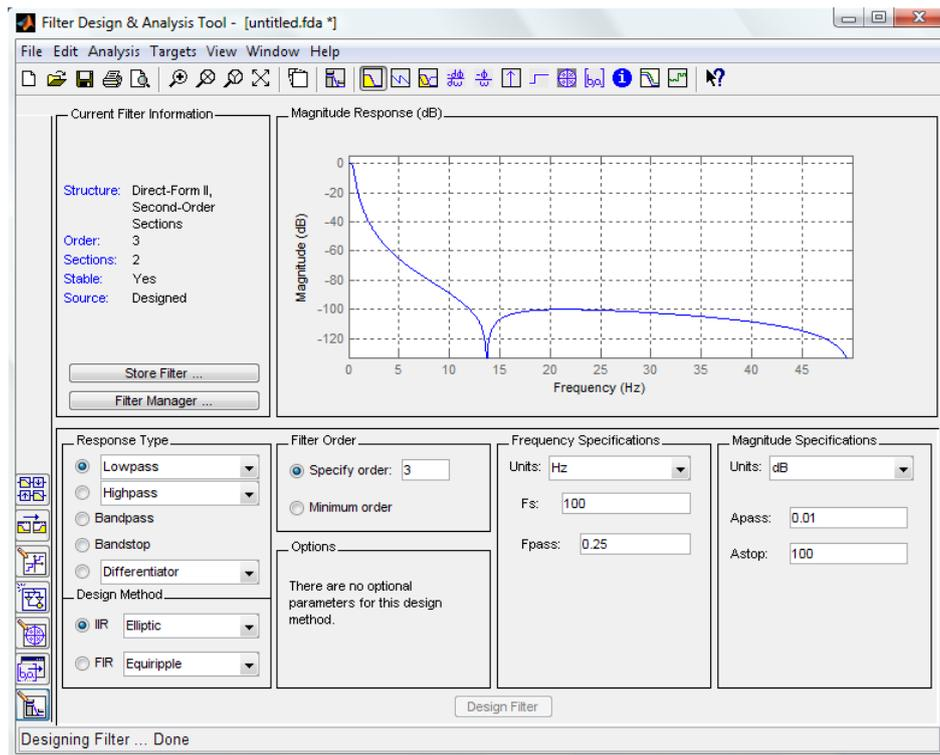 Filter Design & Analysis Tool - [untitled.fda *]
File Edit Analysis Targets View Window Help
Current Filter Information
Structure: Direct-Form II,
Second-Order
Sections
Order: 3
Sections: 2
Stable: Yes
Source: Designed
Store Filter ...
Filter Manager ...
Magnitude Response (dB)
Magnitude (dB)
0
-20
-40
-60
-80
-100
-120
0 5 10 15 20 25 30 35 40 45
Frequency (Hz)
Response Type
Lowpass
Highpass
Bandpass
Bandstop
Differentiator
Design Method
IIR Elliptic
FIR Equiripple
Filter Order
Specify order: 3
Minimum order
Options
There are no optional
parameters for this design
method.
Frequency Specifications
Units: Hz
Fs: 100
Fpass: 0.25
Magnitude Specifications
Units: dB
Apass: 0.01
Astop: 100
Design Filter
Designing Filter ... Done